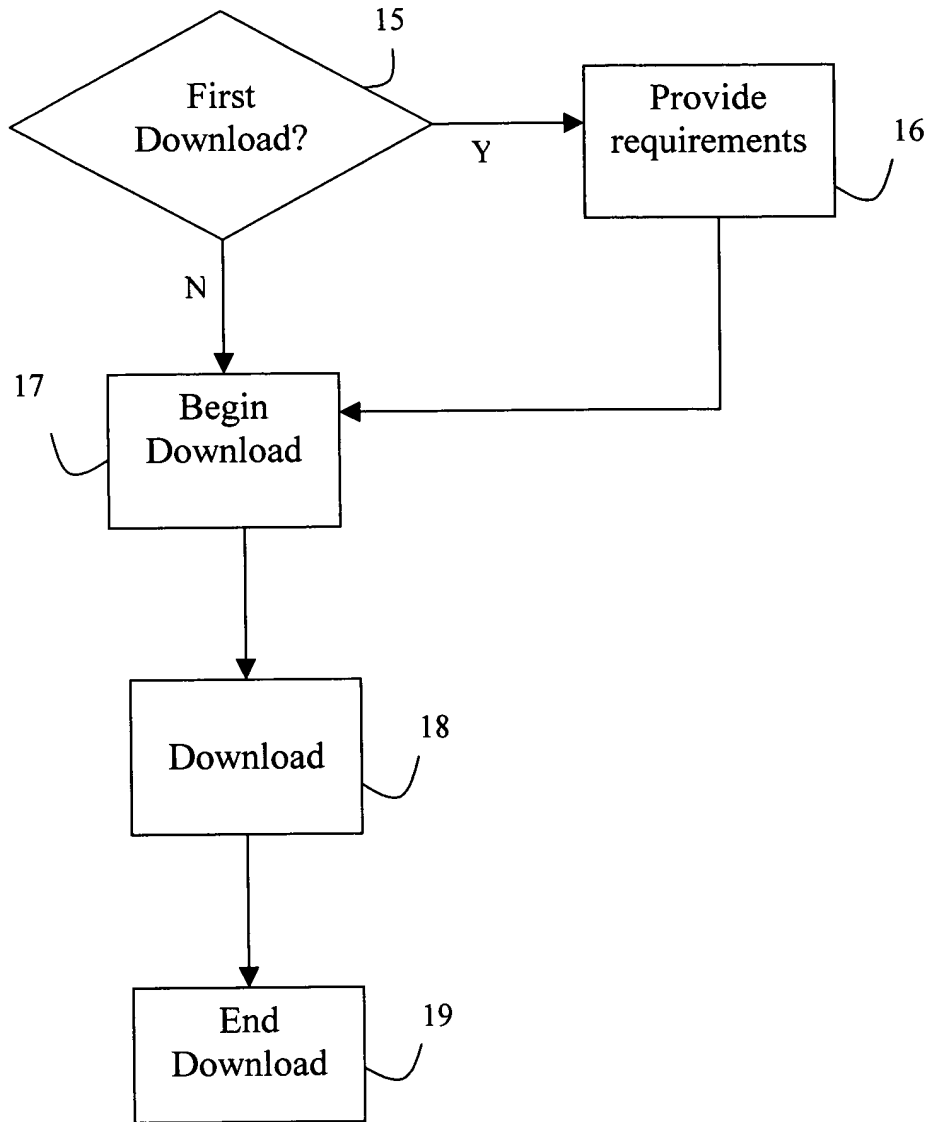 15
First
Download?
Y
Provide
requirements
16
N
17
Begin
Download
Download
18
End
Download
19